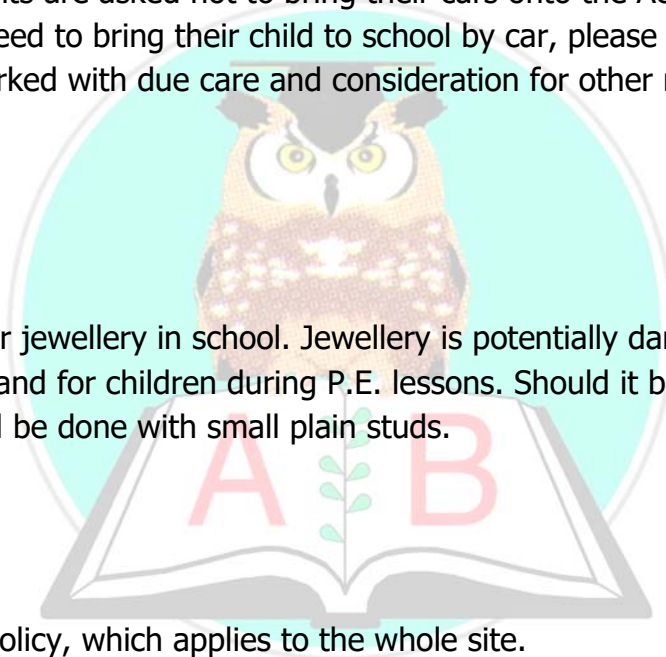 nts are asked not to bring their cars onto the
eed to bring their child to school by car, please
rked with due care and consideration for other
r jewellery in school. Jewellery is potentially
and for children during P.E. lessons. Should it
be done with small plain studs.
A B
olicy, which applies to the whole site.